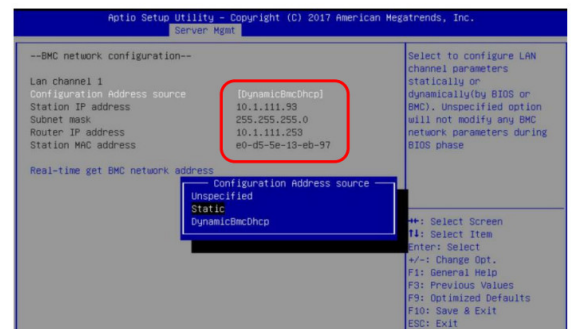 Aptio Setup Utility – Copyright (C) 2017 American Megatrends, Inc.
Server Mgmt
--BMC network configuration--
Lan channel 1
Configuration Address source [DynamicBmcDhcp]
Station IP address 10.1.111.93
Subnet mask 255.255.255.0
Router IP address 10.1.111.253
Station MAC address e0-d5-5e-13-eb-97
Real-time get BMC network address
Configuration Address source
Unspecified
Static
DynamicBmcDhcp
Select to configure LAN
channel parameters
statically or
dynamically(by BIOS or
BMC). Unspecified option
will not modify any BMC
network parameters during
BIOS phase
: Select Screen
↑↓: Select Item
Enter: Select
+/-: Change Opt.
F1: General Help
F3: Previous Values
F9: Optimized Defaults
F10: Save & Exit
ESC: Exit